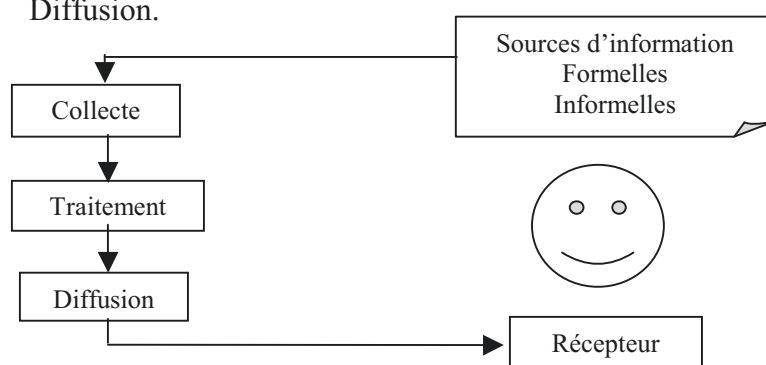 Diffusion.
Sources d’information
Formelles
Informelles
Collecte
Traitement
Diffusion
Récepteur